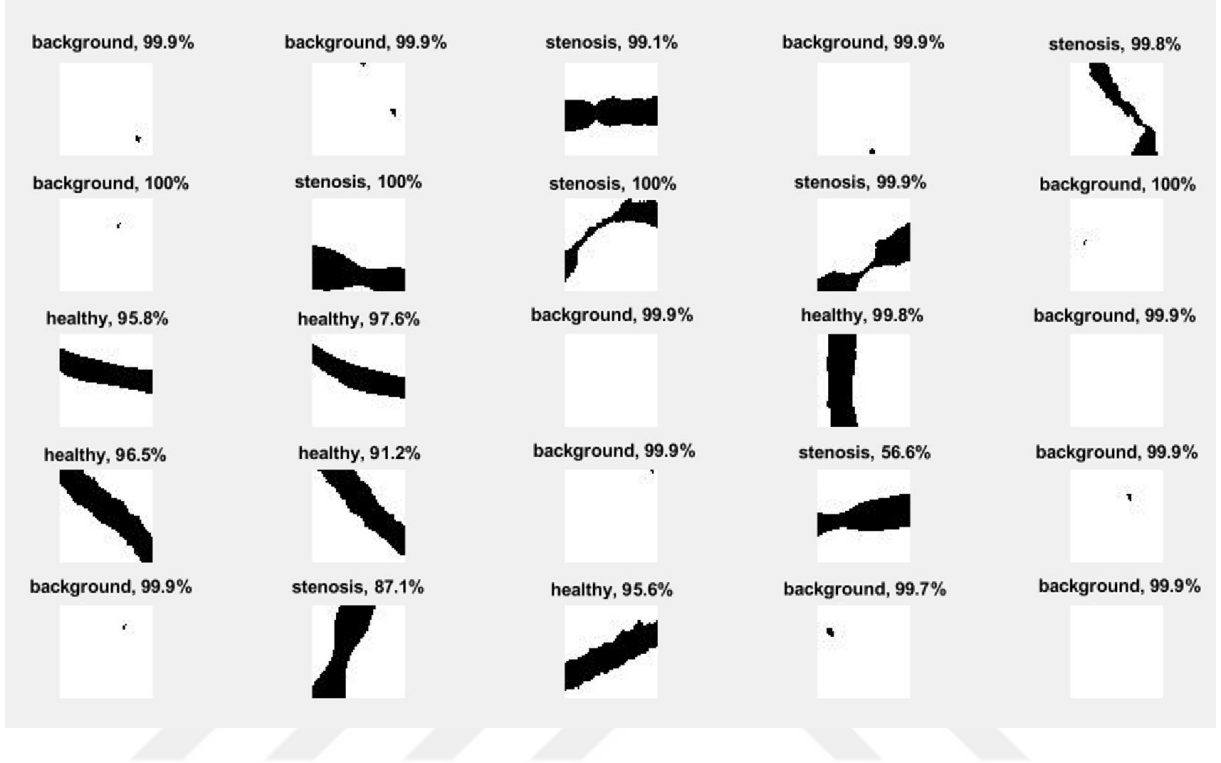 background, 99.9%
background, 99.9%
stenosis, 99.1%
background, 99.9%
stenosis, 99.8%
background, 100%
stenosis, 100%
stenosis, 100%
stenosis, 99.9%
background, 100%
healthy, 95.8%
healthy, 97.6%
background, 99.9%
healthy, 99.8%
background, 99.9%
healthy, 96.5%
healthy, 91.2%
background, 99.9%
stenosis, 56.6%
background, 99.9%
background, 99.9%
stenosis, 87.1%
healthy, 95.6%
background, 99.7%
background, 99.9%